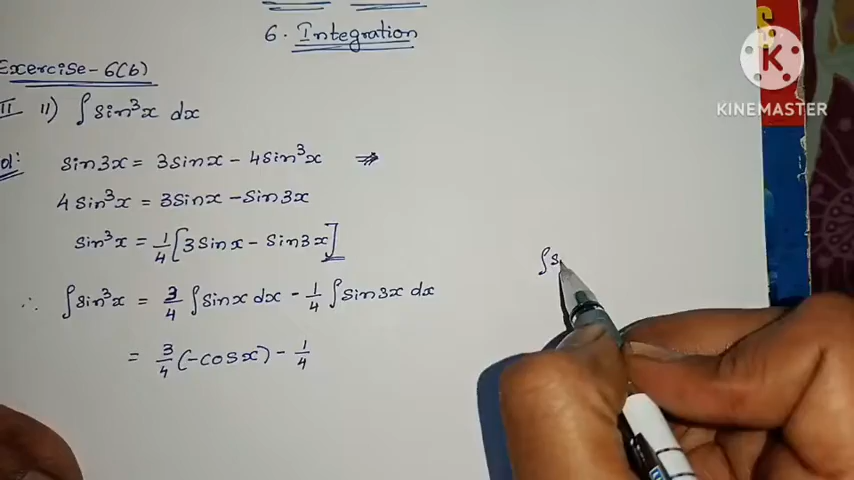 6. Integration
Exercise-6(b)
II 11) ∫ sin³x dx
sin3x = 3sinx - 4sin³x ⇒
4sin³x = 3sinx - sin3x
sin³x = 1/4 [3sinx - sin3x]
∴ ∫sin³x = 3/4 ∫sinx dx - 1/4 ∫sin3x dx
= 3/4 (-cosx) - 1/4
∫s
KINEMASTER